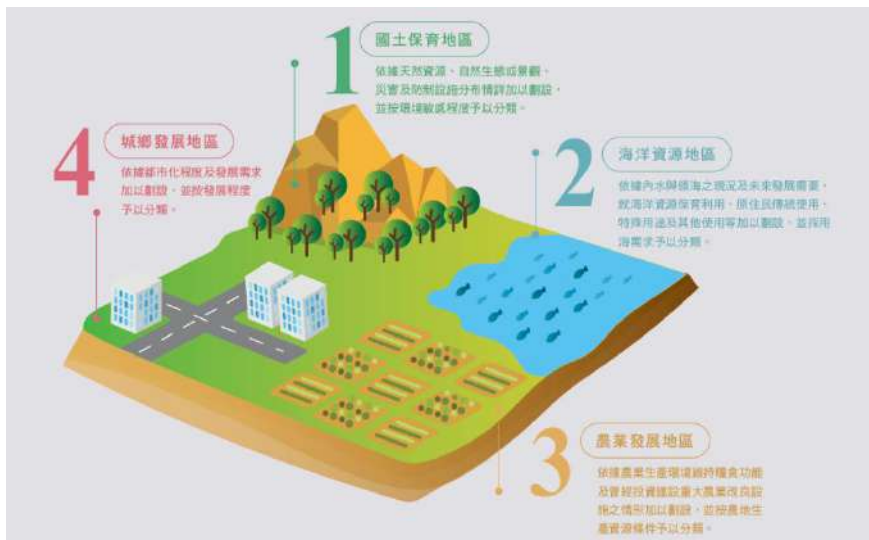 1
國土保育地區
依據天然資源、自然生態或景觀、
災害及防制設施分布情詳加以劃設，
並按環境敏感程度予以分類。
2
海洋資源地區
依據內水與領海之現況及未來發展需要，
就海洋資源保育利用、原住民傳統使用、
特殊用途及其他使用等加以劃設，並按用
海需求予以分類。
3
農業發展地區
依據農業生產環境維持糧食功能
及曾經投資建設重大農業改良設
施之情形加以劃設，並按農地生
產資源條件予以分類。
4
城鄉發展地區
依據都市化程度及發展需求
加以劃設，並按發展程度
予以分類。